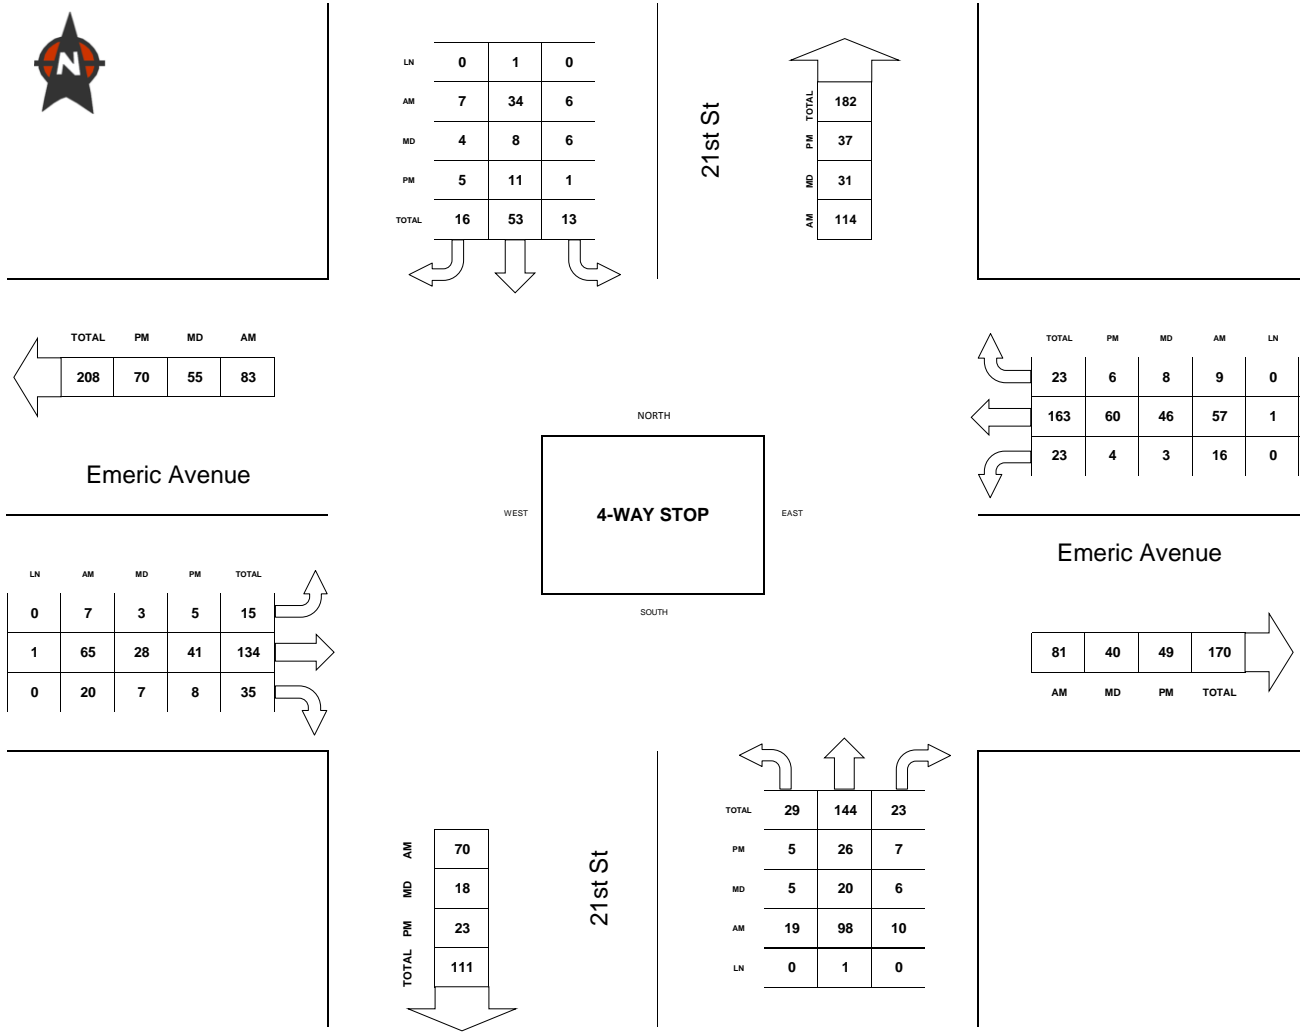 N
LN 0 1 0
AM 7 34 6
MD 4 8 6
PM 5 11 1
TOTAL 16 53 13
21st St
TOTAL 182
PM 37
MD 31
AM 114
TOTAL PM MD AM
208 70 55 83
Emeric Avenue
TOTAL PM MD AM LN
23 6 8 9 0
163 60 46 57 1
23 4 3 16 0
NORTH
WEST
4-WAY STOP
EAST
SOUTH
Emeric Avenue
LN AM MD PM TOTAL
0 7 3 5 15
1 65 28 41 134
0 20 7 8 35
81 40 49 170
AM MD PM TOTAL
AM 70
MD 18
PM 23
TOTAL 111
21st St
TOTAL 29 144 23
PM 5 26 7
MD 5 20 6
AM 19 98 10
LN 0 1 0